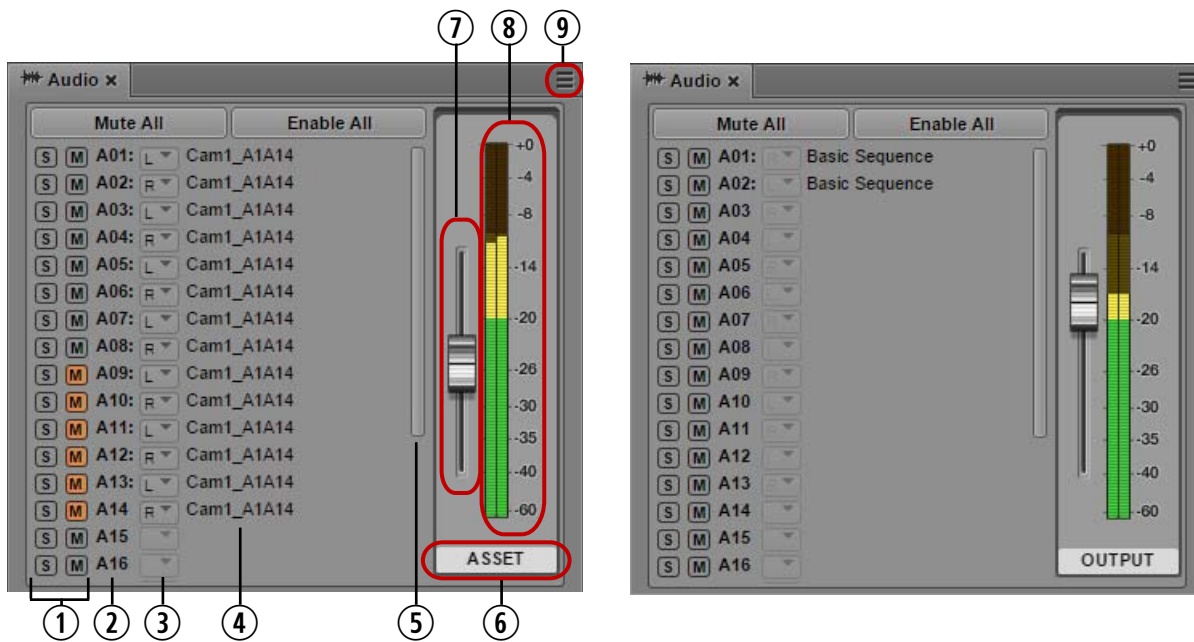 7 8 9
Audio x
Mute All Enable All
S M A01: L Cam1_A1A14
S M A02: R Cam1_A1A14
S M A03: L Cam1_A1A14
S M A04: R Cam1_A1A14
S M A05: L Cam1_A1A14
S M A06: R Cam1_A1A14
S M A07: L Cam1_A1A14
S M A08: R Cam1_A1A14
S M A09: L Cam1_A1A14
S M A10: R Cam1_A1A14
S M A11: L Cam1_A1A14
S M A12: R Cam1_A1A14
S M A13: L Cam1_A1A14
S M A14 R Cam1_A1A14
S M A15
S M A16
+0
-4
-8
-14
-20
-26
-30
-35
-40
-60
ASSET
1 2 3 4 5 6
Audio x
Mute All Enable All
S M A01: Basic Sequence
S M A02: Basic Sequence
S M A03
S M A04
S M A05
S M A06
S M A07
S M A08
S M A09
S M A10
S M A11
S M A12
S M A13
S M A14
S M A15
S M A16
+0
-4
-8
-14
-20
-26
-30
-35
-40
-60
OUTPUT